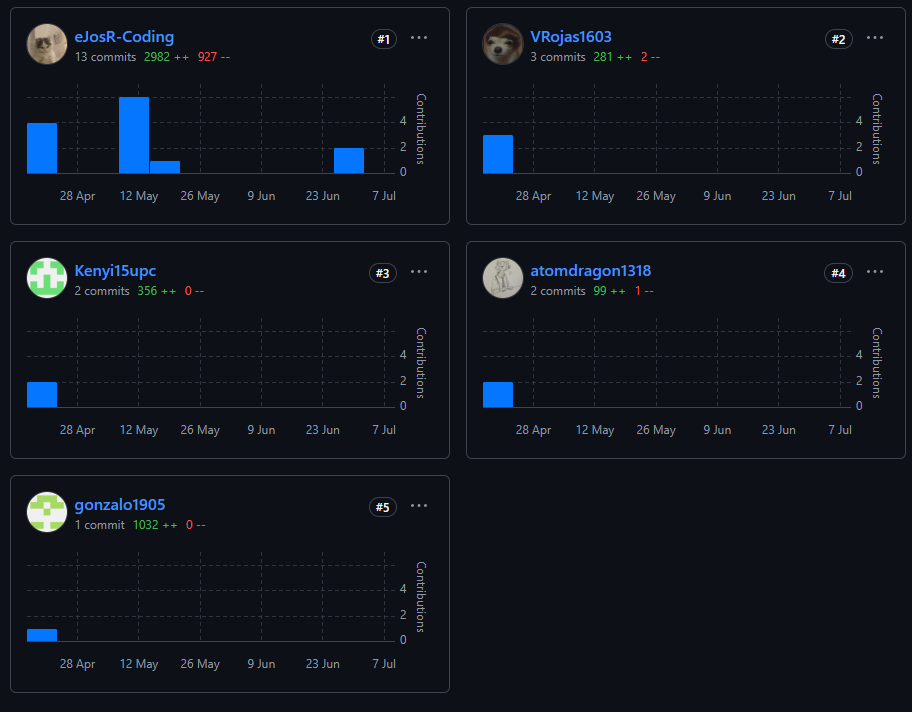 eJosR-Coding #1 ···
13 commits 2982 ++ 927 --
Contributions
4
2
0
28 Apr 12 May 26 May 9 Jun 23 Jun 7 Jul
VRojas1603 #2 ···
3 commits 281 ++ 2 --
Contributions
4
2
0
28 Apr 12 May 26 May 9 Jun 23 Jun 7 Jul
Kenyi15upc #3 ···
2 commits 356 ++ 0 --
Contributions
4
2
0
28 Apr 12 May 26 May 9 Jun 23 Jun 7 Jul
atomdragon1318 #4 ···
2 commits 99 ++ 1 --
Contributions
4
2
0
28 Apr 12 May 26 May 9 Jun 23 Jun 7 Jul
gonzalo1905 #5 ···
1 commit 1032 ++ 0 --
Contributions
4
2
0
28 Apr 12 May 26 May 9 Jun 23 Jun 7 Jul